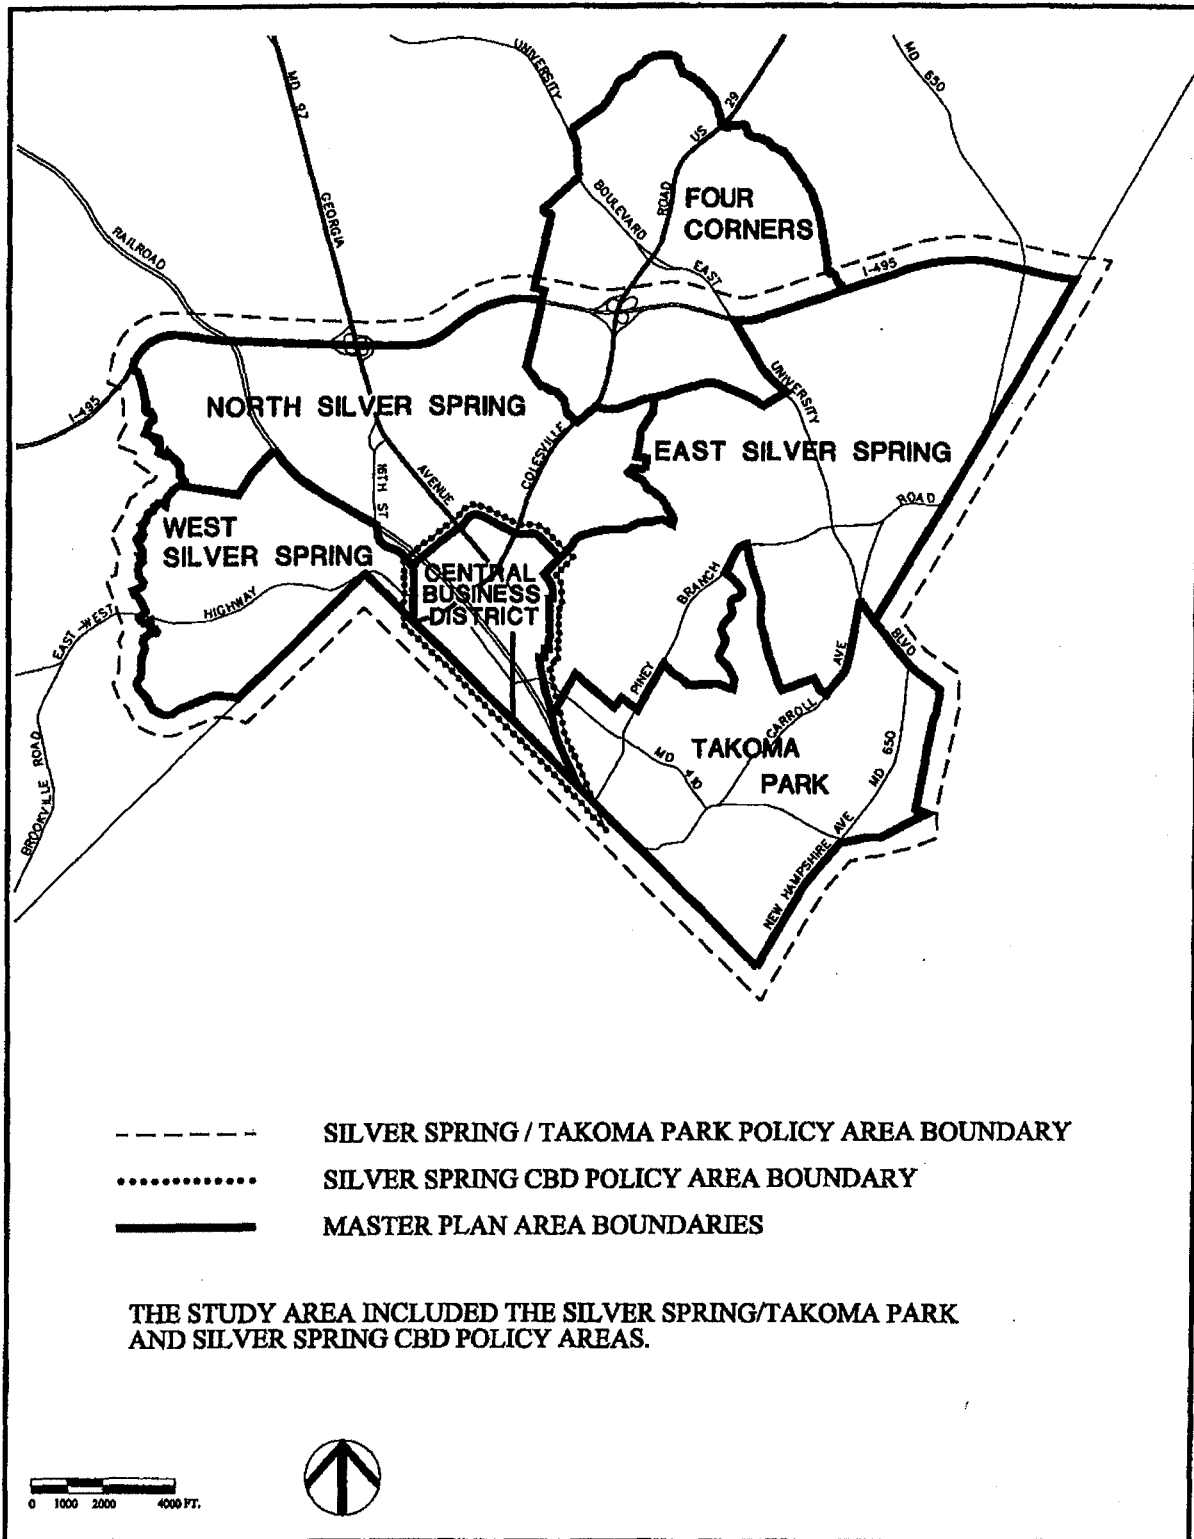 UNIVERSITY
MD 650
MD 97
US 29
GEORGIA
BOULEVARD
ROAD
FOUR
CORNERS
RAILROAD
EAST
I-495
I-495
NORTH SILVER SPRING
UNIVERSITY
COLESVILLE
EAST SILVER SPRING
AVENUE
16TH ST
ROAD
WEST
SILVER SPRING
CENTRAL
BUSINESS
DISTRICT
BRANCH
EAST-WEST
HIGHWAY
BLVD
AVE
PINEY
CARROLL
TAKOMA
PARK
MD 410
MD 650
BROOKVILLE ROAD
NEW HAMPSHIRE AVE
SILVER SPRING / TAKOMA PARK POLICY AREA BOUNDARY
SILVER SPRING CBD POLICY AREA BOUNDARY
MASTER PLAN AREA BOUNDARIES
THE STUDY AREA INCLUDED THE SILVER SPRING/TAKOMA PARK
AND SILVER SPRING CBD POLICY AREAS.
0 1000 2000 4000 FT.